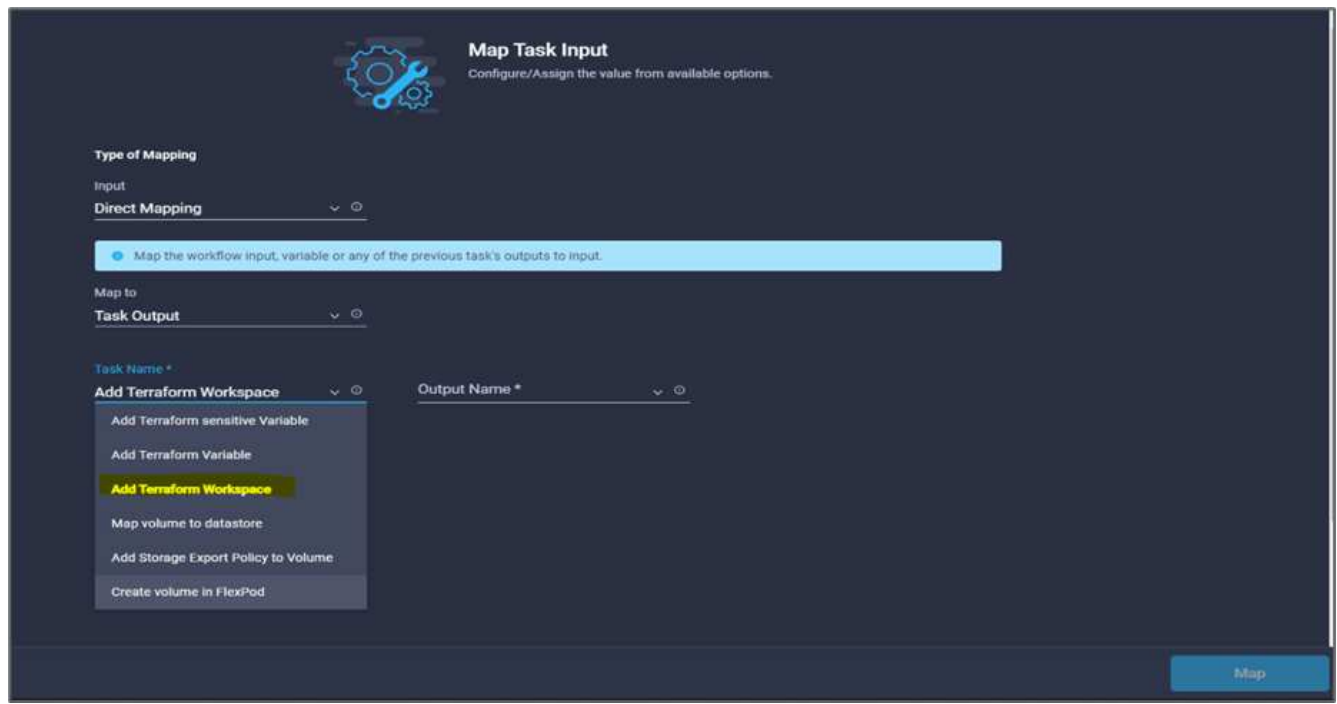 Map Task Input
Configure/Assign the value from available options.
Type of Mapping
Input
Direct Mapping
Map the workflow input, variable or any of the previous task's outputs to input.
Map to
Task Output
Task Name *
Add Terraform Workspace
Output Name *
Add Terraform sensitive Variable
Add Terraform Variable
Add Terraform Workspace
Map volume to datastore
Add Storage Export Policy to Volume
Create volume in FlexPod
Map